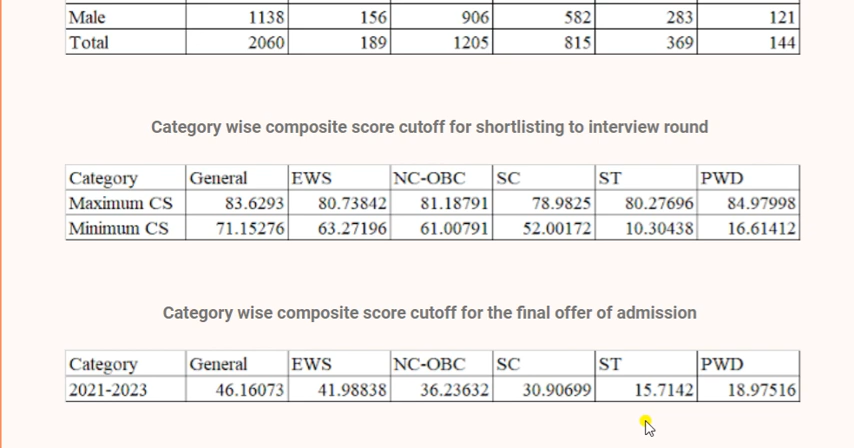 Male 1138 156 906 582 283 121
Total 2060 189 1205 815 369 144
Category wise composite score cutoff for shortlisting to interview round
Category General EWS NC-OBC SC ST PWD
Maximum CS 83.6293 80.73842 81.18791 78.9825 80.27696 84.97998
Minimum CS 71.15276 63.27196 61.00791 52.00172 10.30438 16.61412
Category wise composite score cutoff for the final offer of admission
Category General EWS NC-OBC SC ST PWD
2021-2023 46.16073 41.98838 36.23632 30.90699 15.7142 18.97516